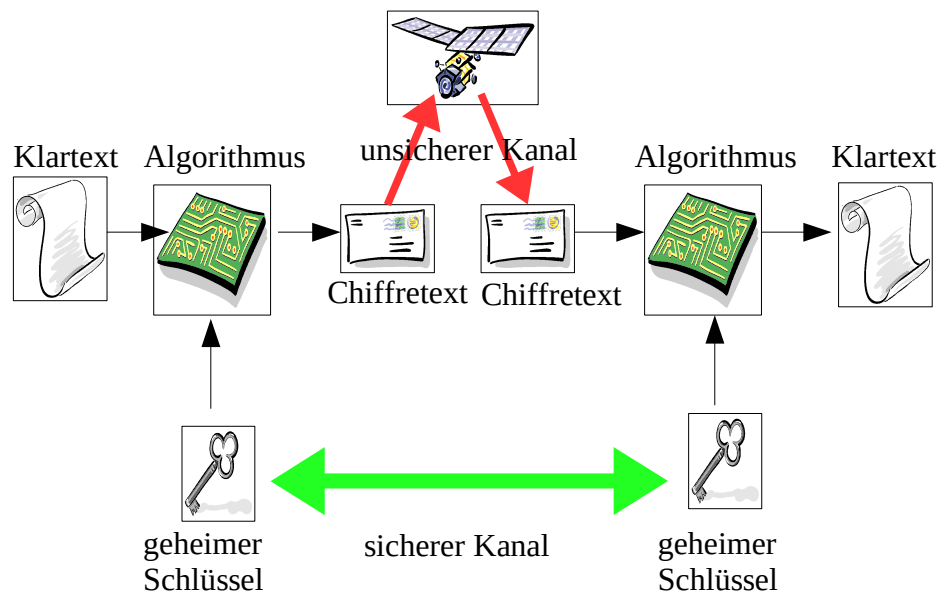 unsicherer Kanal
Klartext
Algorithmus
Algorithmus
Klartext
Chiffretext
Chiffretext
geheimer
Schlüssel
sicherer Kanal
geheimer
Schlüssel